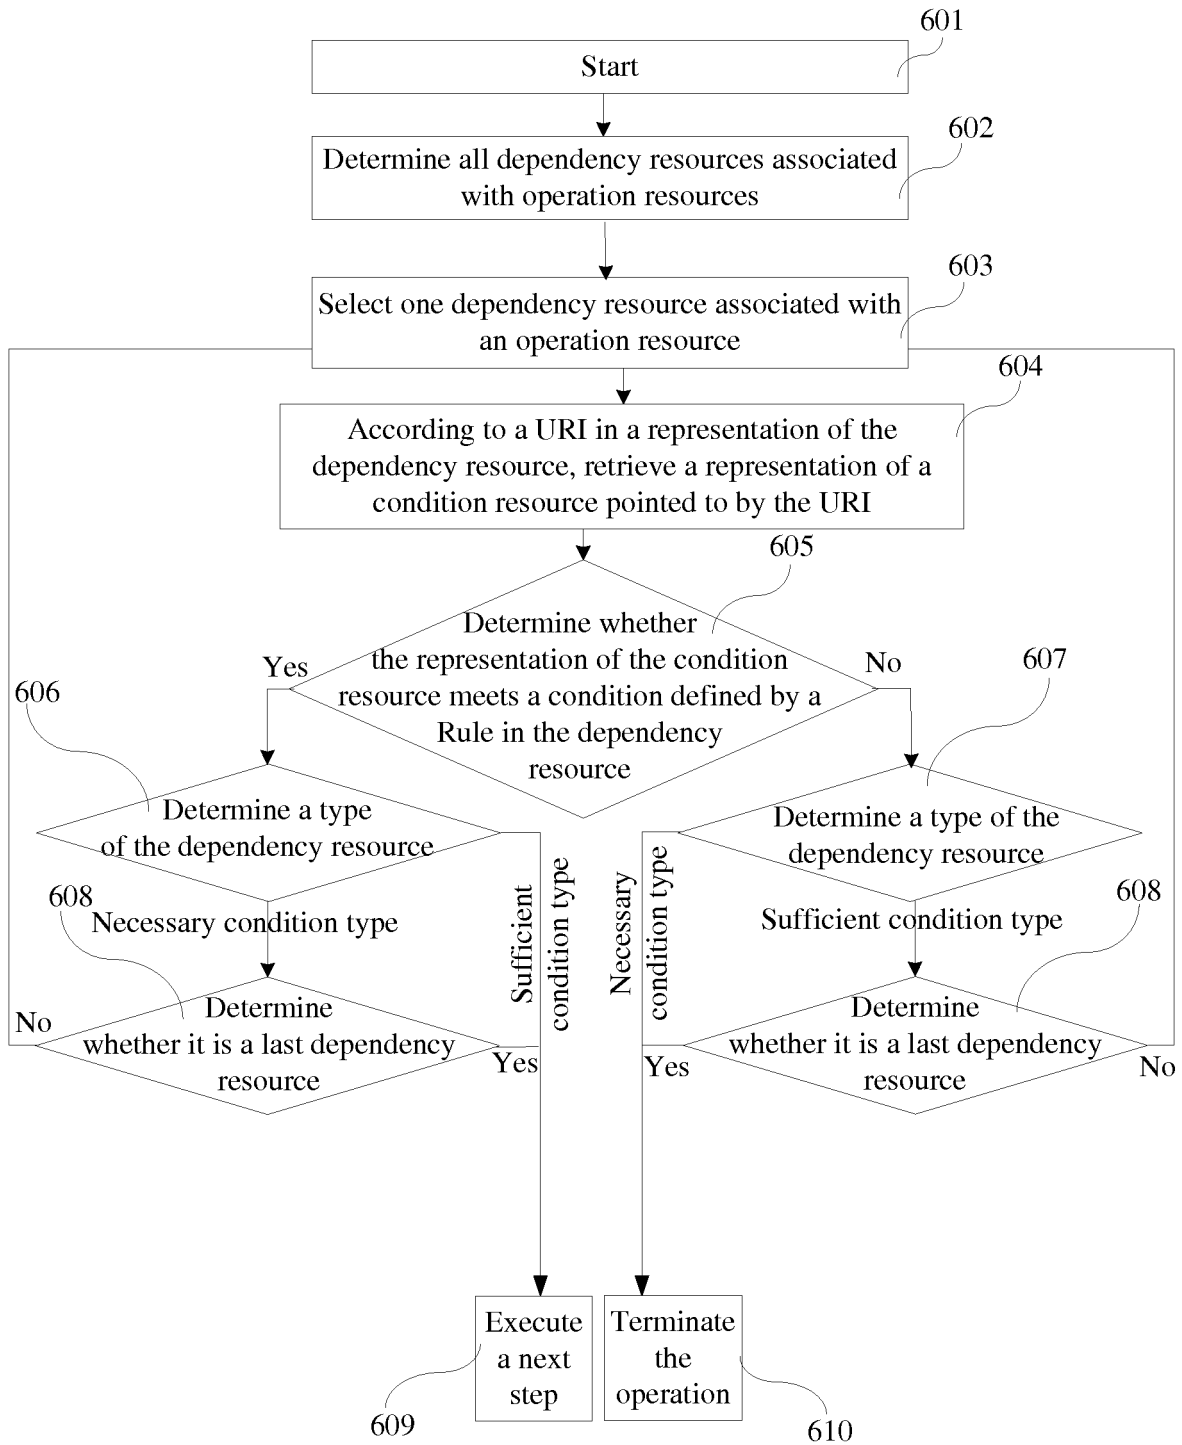 601
Start
602
Determine all dependency resources associated
with operation resources
603
Select one dependency resource associated with
an operation resource
604
According to a URI in a representation of the
dependency resource, retrieve a representation of a
condition resource pointed to by the URI
605
Determine whether
the representation of the condition
resource meets a condition defined by a
Rule in the dependency
resource
Yes
No
606
607
Determine a type
of the dependency resource
Determine a type of the
dependency resource
Sufficient
condition type
Necessary
condition type
608
Necessary condition type
Sufficient condition type
608
Determine
whether it is a last dependency
resource
No
Yes
Determine
whether it is a last dependency
resource
Yes
No
Execute
a next
step
Terminate
the
operation
609
610